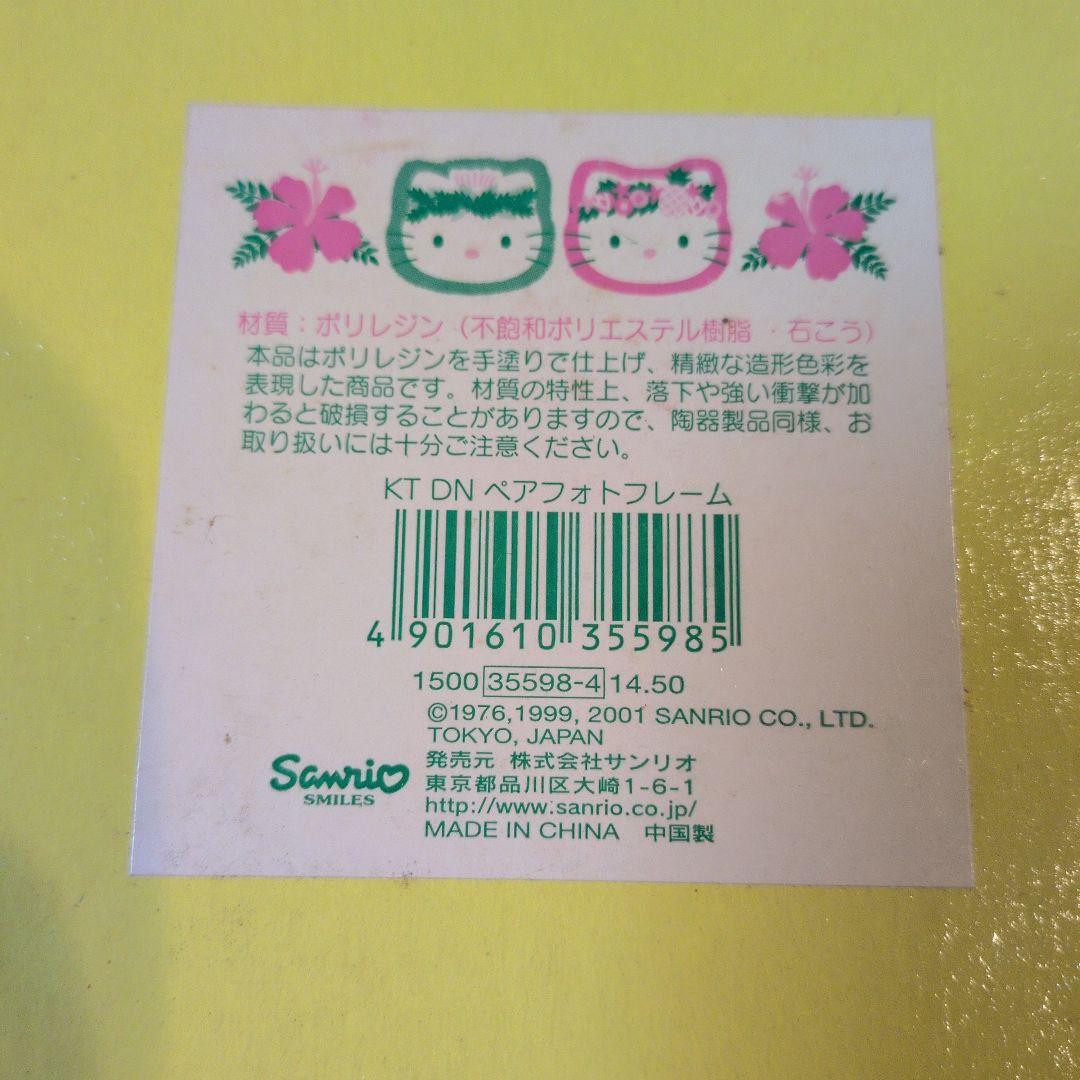 材質：ポリレジン（不飽和ポリエステル樹脂・石こう）
本品はポリレジンを手塗りで仕上げ、精緻な造形色彩を
表現した商品です。材質の特性上、落下や強い衝撃が加
わると破損することがありますので、陶器製品同様、お
取り扱いには十分ご注意ください。
KT DN ペアフォトフレーム
4 901610 355985
1500 35598-4 14.50
©1976,1999, 2001 SANRIO CO., LTD.
TOKYO, JAPAN
Sanrio
SMILES
発売元 株式会社サンリオ
東京都品川区大崎1-6-1
http://www.sanrio.co.jp/
MADE IN CHINA 中国製